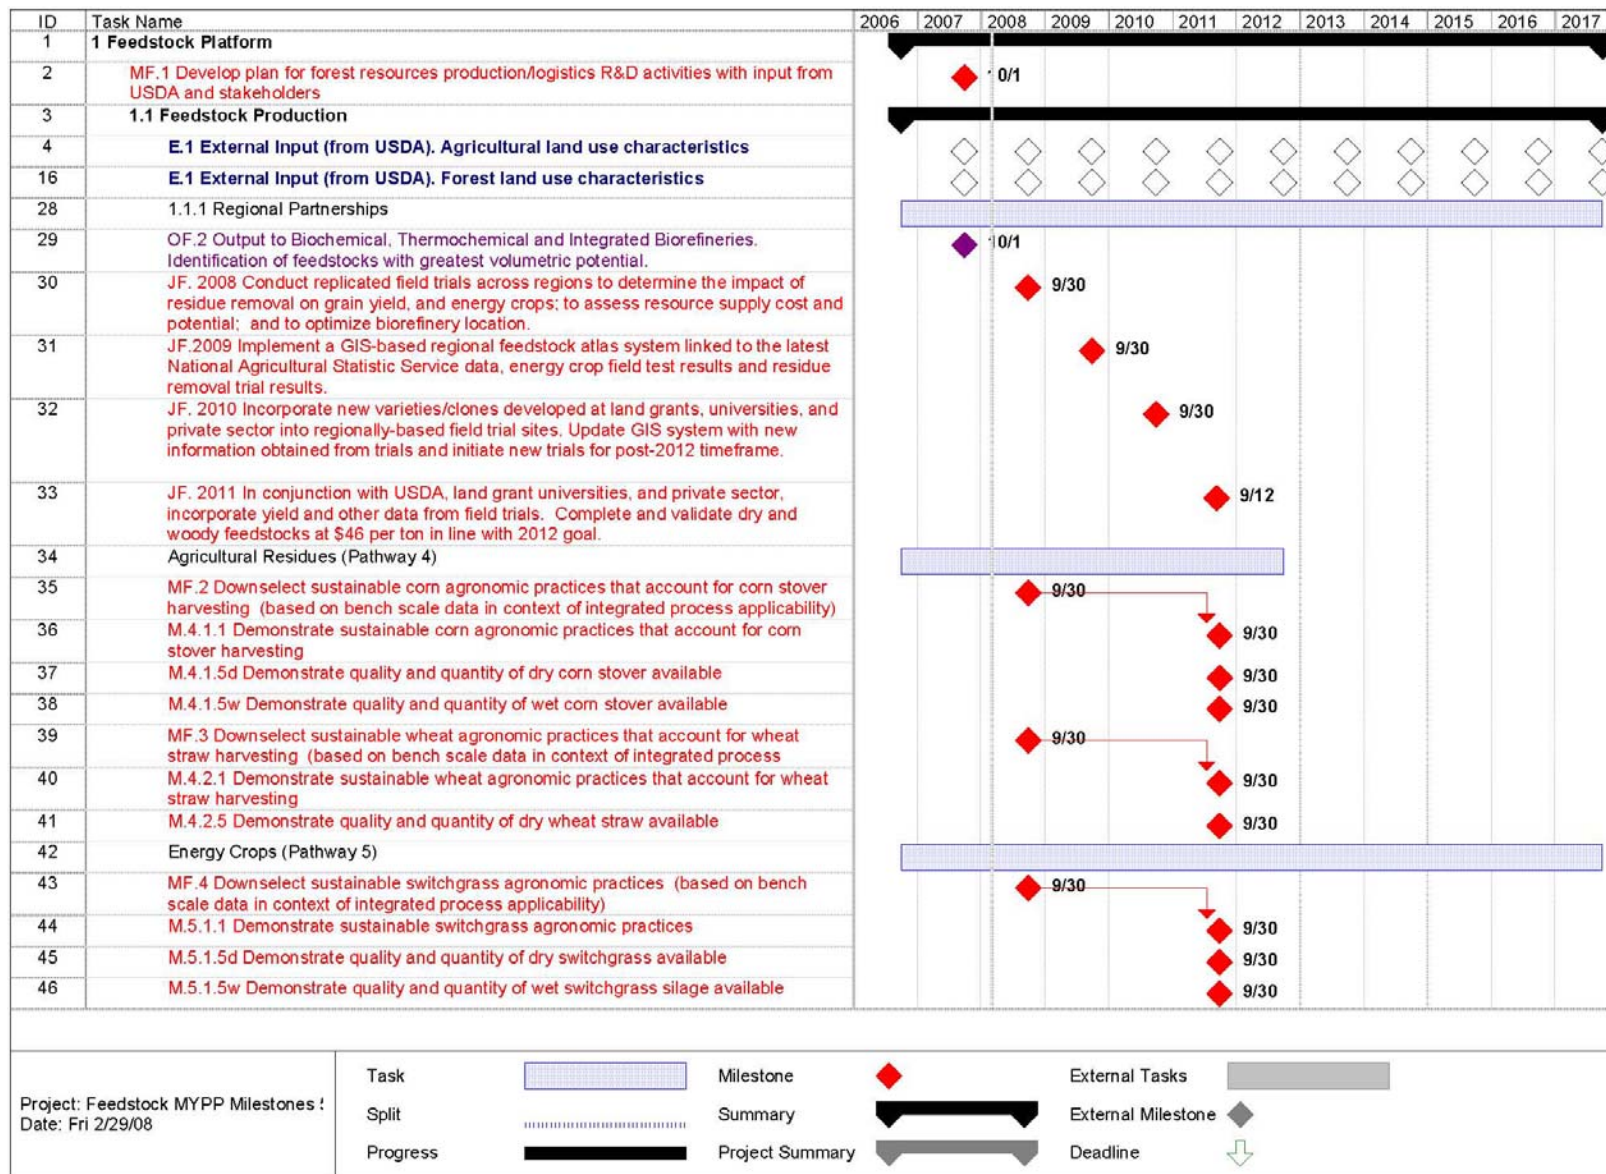 ID Task Name 2006 2007 2008 2009 2010 2011 2012 2013 2014 2015 2016 2017
1 1 Feedstock Platform
2 MF.1 Develop plan for forest resources production/logistics R&D activities with input from 10/1
USDA and stakeholders
3 1.1 Feedstock Production
4 E.1 External Input (from USDA). Agricultural land use characteristics
16 E.1 External Input (from USDA). Forest land use characteristics
28 1.1.1 Regional Partnerships
29 OF.2 Output to Biochemical, Thermochemical and Integrated Biorefineries. 10/1
Identification of feedstocks with greatest volumetric potential.
30 JF. 2008 Conduct replicated field trials across regions to determine the impact of 9/30
residue removal on grain yield, and energy crops; to assess resource supply cost and
potential; and to optimize biorefinery location.
31 JF.2009 Implement a GIS-based regional feedstock atlas system linked to the latest 9/30
National Agricultural Statistic Service data, energy crop field test results and residue
removal trial results.
32 JF. 2010 Incorporate new varieties/clones developed at land grants, universities, and 9/30
private sector into regionally-based field trial sites. Update GIS system with new
information obtained from trials and initiate new trials for post-2012 timeframe.
33 JF. 2011 In conjunction with USDA, land grant universities, and private sector, 9/12
incorporate yield and other data from field trials. Complete and validate dry and
woody feedstocks at $46 per ton in line with 2012 goal.
34 Agricultural Residues (Pathway 4)
35 MF.2 Downselect sustainable corn agronomic practices that account for corn stover 9/30
harvesting (based on bench scale data in context of integrated process applicability)
36 M.4.1.1 Demonstrate sustainable corn agronomic practices that account for corn 9/30
stover harvesting
37 M.4.1.5d Demonstrate quality and quantity of dry corn stover available 9/30
38 M.4.1.5w Demonstrate quality and quantity of wet corn stover available 9/30
39 MF.3 Downselect sustainable wheat agronomic practices that account for wheat 9/30
straw harvesting (based on bench scale data in context of integrated process
40 M.4.2.1 Demonstrate sustainable wheat agronomic practices that account for wheat 9/30
straw harvesting
41 M.4.2.5 Demonstrate quality and quantity of dry wheat straw available 9/30
42 Energy Crops (Pathway 5)
43 MF.4 Downselect sustainable switchgrass agronomic practices (based on bench 9/30
scale data in context of integrated process applicability)
44 M.5.1.1 Demonstrate sustainable switchgrass agronomic practices 9/30
45 M.5.1.5d Demonstrate quality and quantity of dry switchgrass available 9/30
46 M.5.1.5w Demonstrate quality and quantity of wet switchgrass silage available 9/30
Project: Feedstock MYPP Milestones
Date: Fri 2/29/08
Task Milestone External Tasks
Split Summary External Milestone
Progress Project Summary Deadline